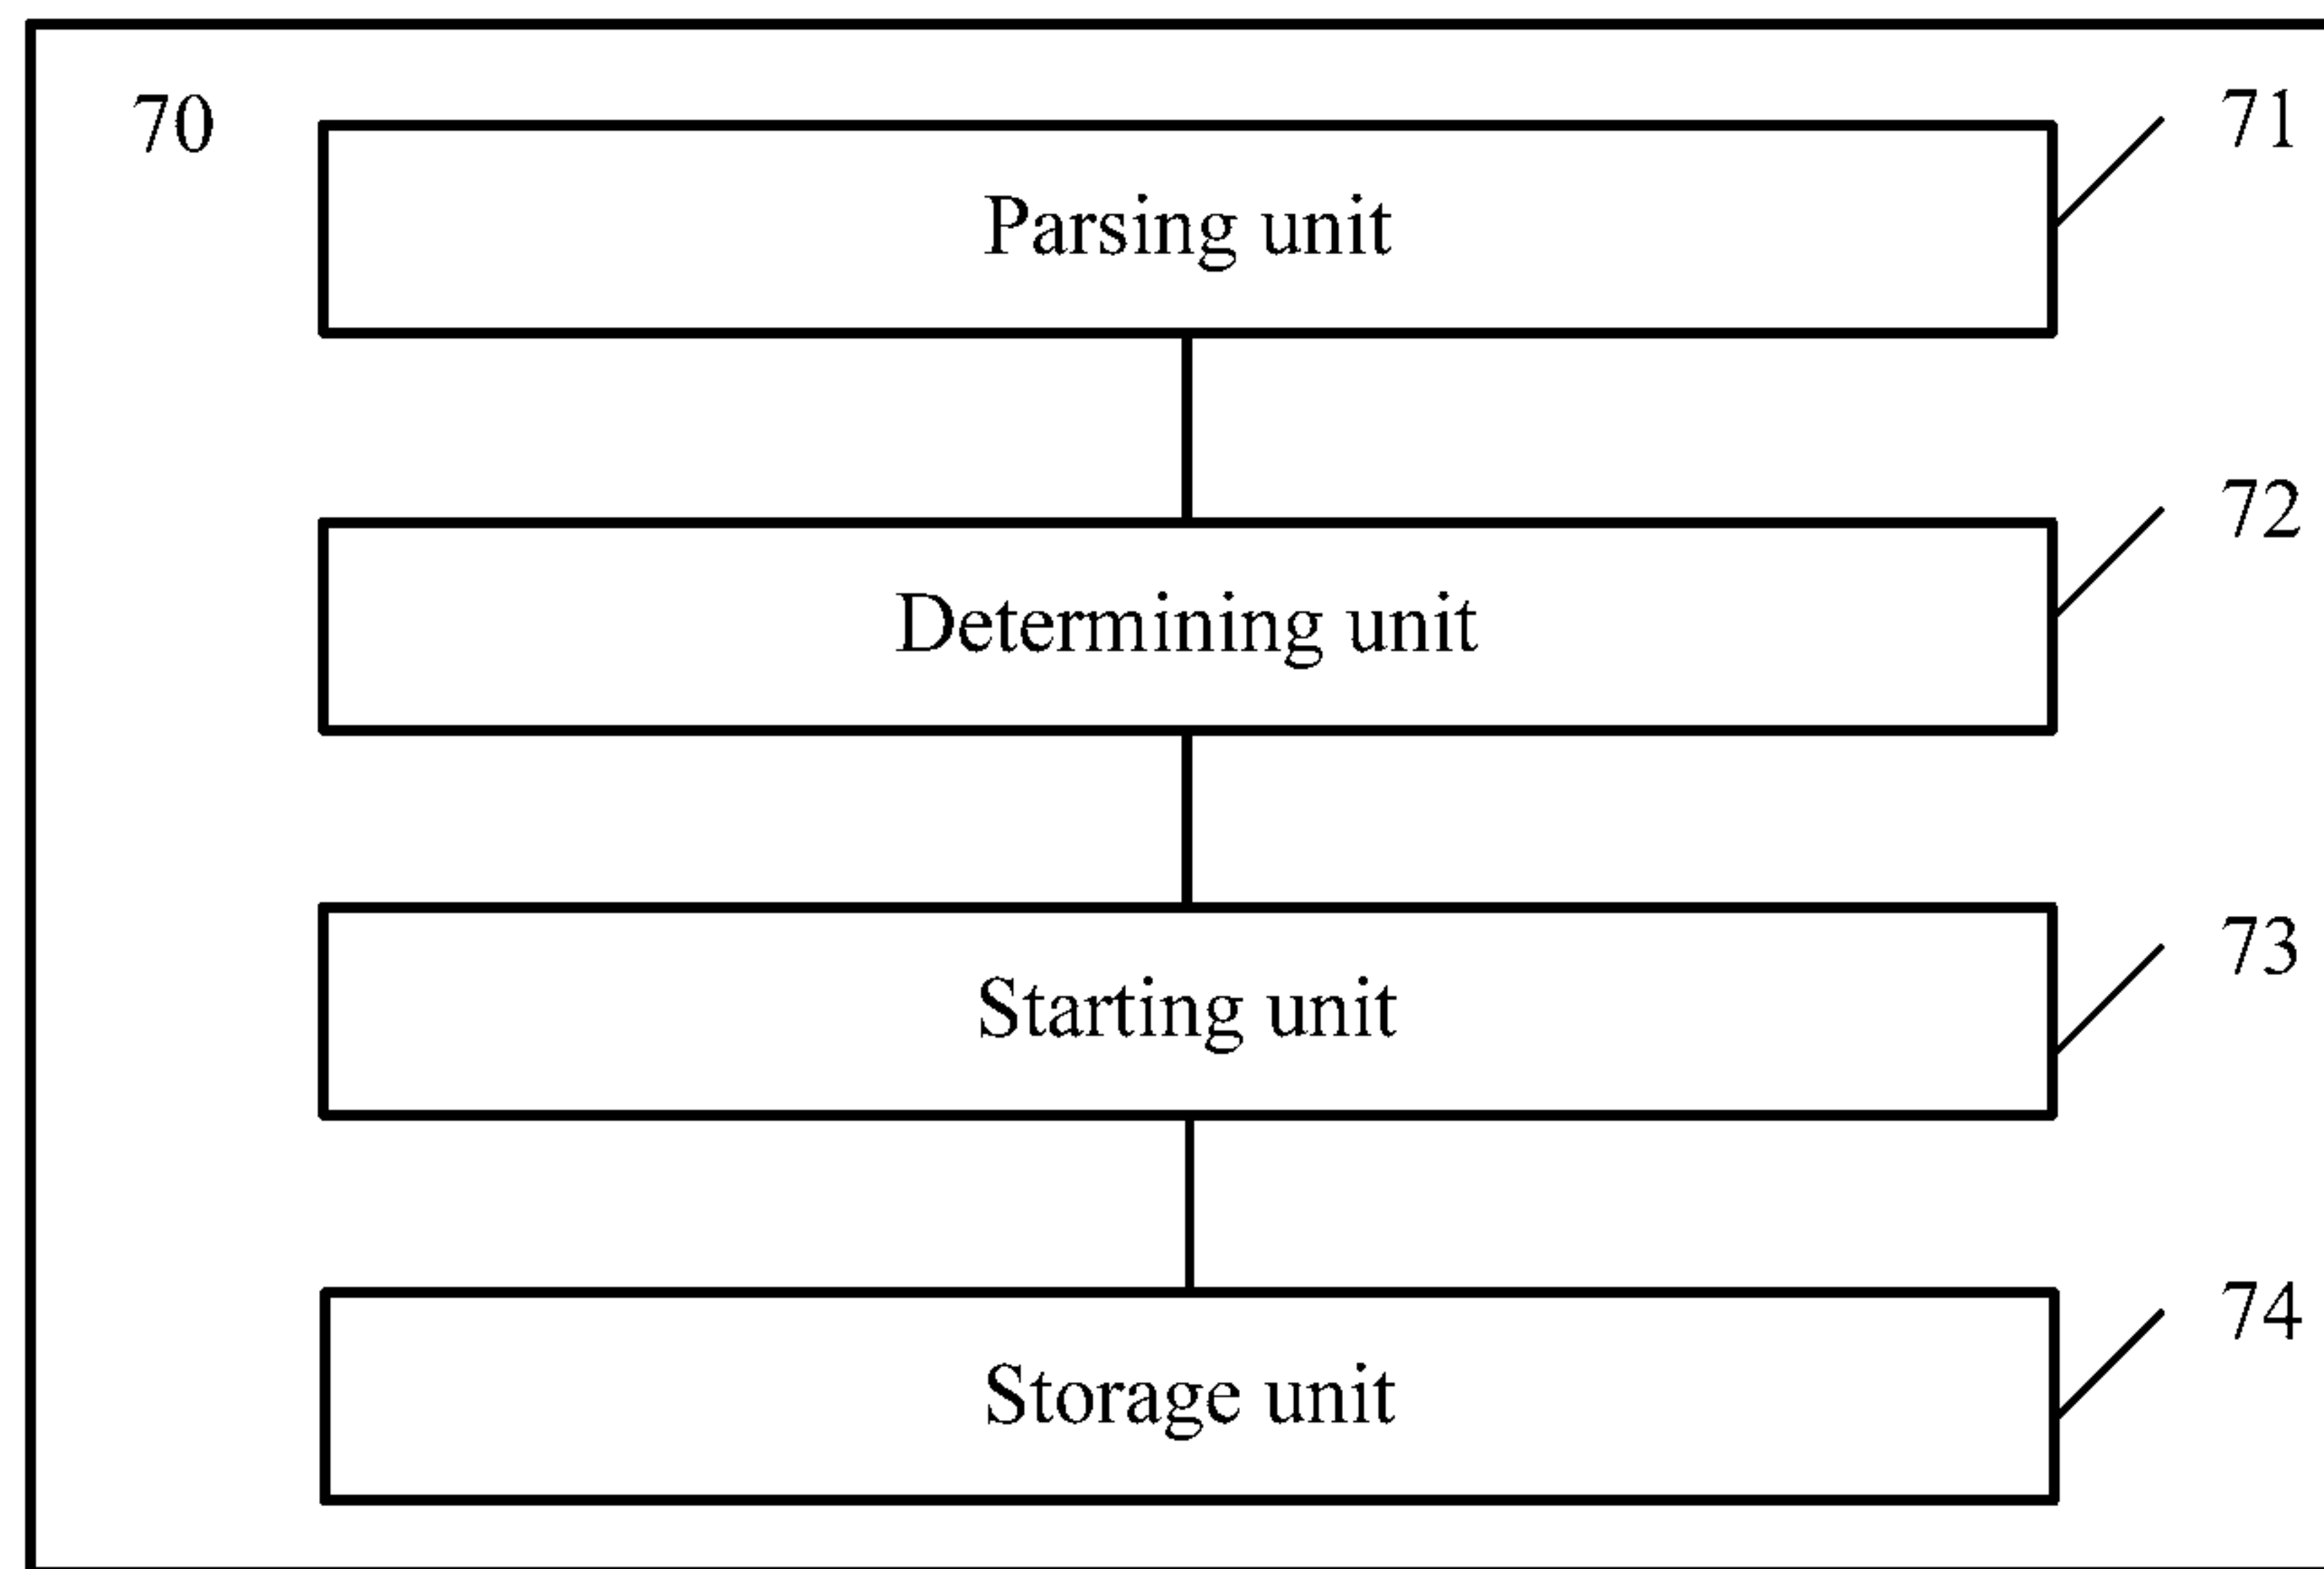 70
71
Parsing unit
72
Determining unit
73
Starting unit
74
Storage unit